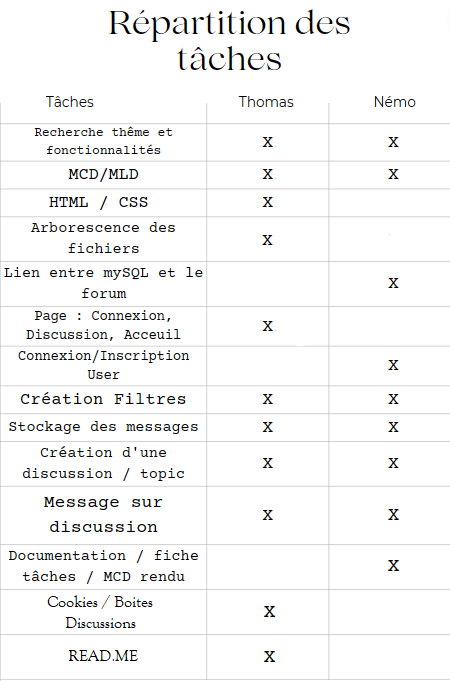 Répartition des
tâches
Tâches Thomas Némo
Recherche thême et
fonctionnalités X X
MCD/MLD X X
HTML / CSS X
Arborescence des
fichiers X
Lien entre mySQL et le
forum X
Page : Connexion,
Discussion, Acceuil X
Connexion/Inscription
User X
Création Filtres X X
Stockage des messages X X
Création d'une
discussion / topic X X
Message sur
discussion X X
Documentation / fiche
tâches / MCD rendu X
Cookies / Boites
Discussions X
READ.ME X